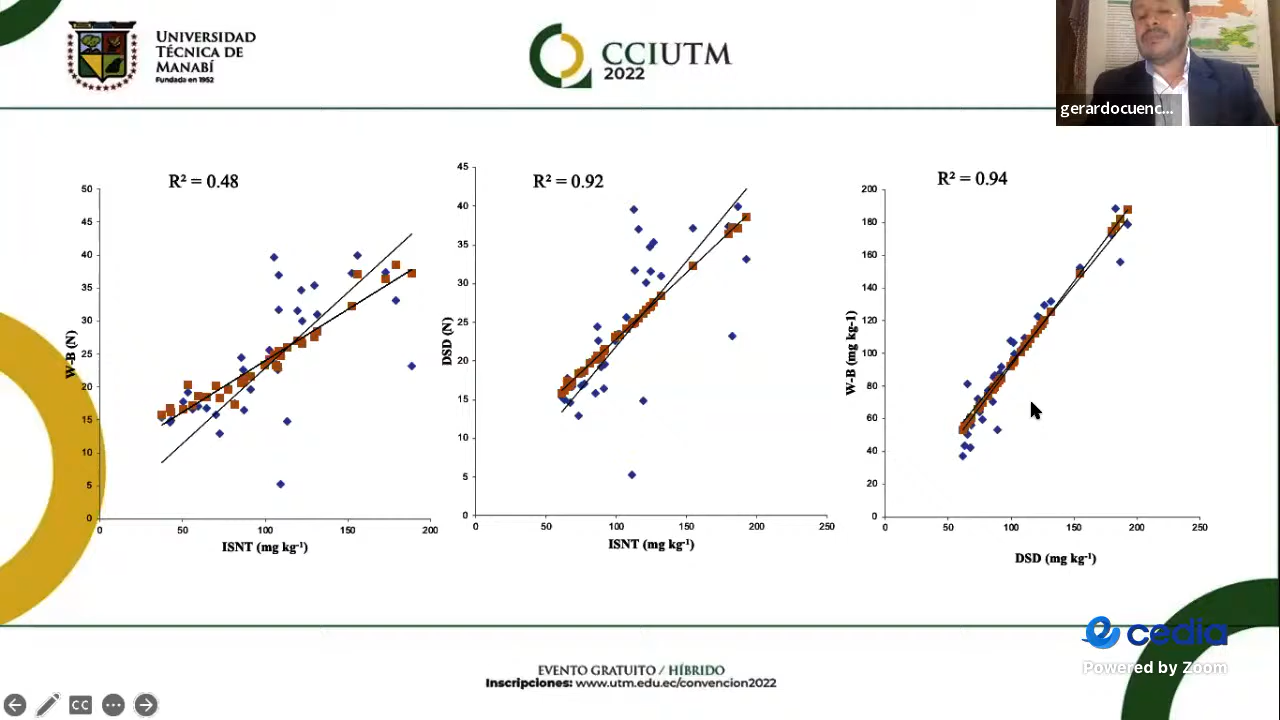 UNIVERSIDAD
TÉCNICA DE
MANABÍ
Fundada en 1952
CCIUTM
2022
gerardocuenc...
R² = 0.48
50
45
40
35
30
25
20
15
10
5
0
0
50
100
150
200
W-B (N)
ISNT (mg kg-1)
R² = 0.92
45
40
35
30
25
20
15
10
5
0
0
50
100
150
200
250
DSD (N)
ISNT (mg kg-1)
R² = 0.94
200
180
160
140
120
100
80
60
40
20
0
0
50
100
150
200
250
W-B (mg kg-1)
DSD (mg kg-1)
cedia
Powered by Zoom
EVENTO GRATUITO / HÍBRIDO
Inscripciones: www.utm.edu.ec/convencion2022
CC